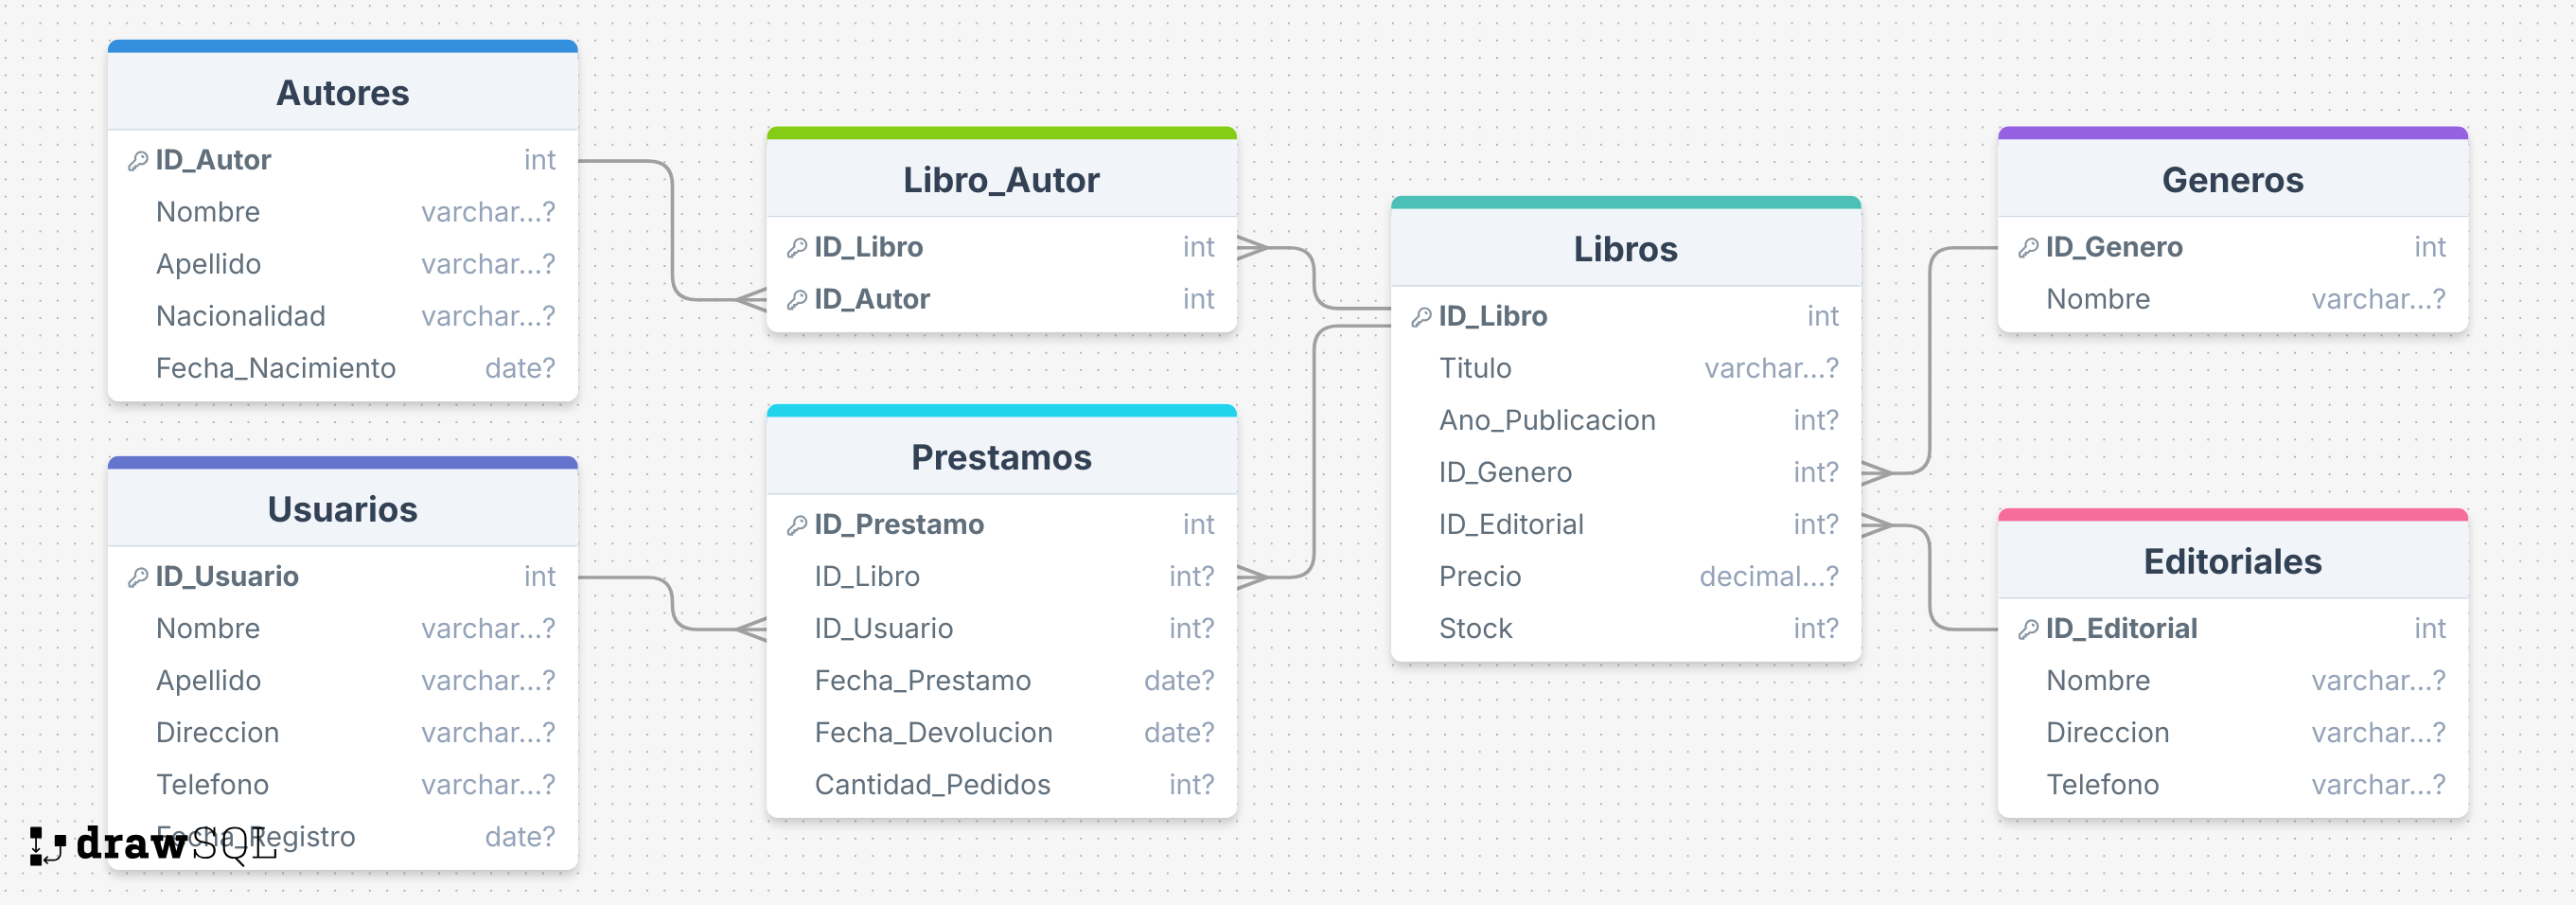 Autores
ID_Autor int
Nombre varchar...?
Apellido varchar...?
Nacionalidad varchar...?
Fecha_Nacimiento date?
Usuarios
ID_Usuario int
Nombre varchar...?
Apellido varchar...?
Direccion varchar...?
Telefono varchar...?
Fecha_Registro date?
drawSQL
Libro_Autor
ID_Libro int
ID_Autor int
Prestamos
ID_Prestamo int
ID_Libro int?
ID_Usuario int?
Fecha_Prestamo date?
Fecha_Devolucion date?
Cantidad_Pedidos int?
Libros
ID_Libro int
Titulo varchar...?
Ano_Publicacion int?
ID_Genero int?
ID_Editorial int?
Precio decimal...?
Stock int?
Generos
ID_Genero int
Nombre varchar...?
Editoriales
ID_Editorial int
Nombre varchar...?
Direccion varchar...?
Telefono varchar...?